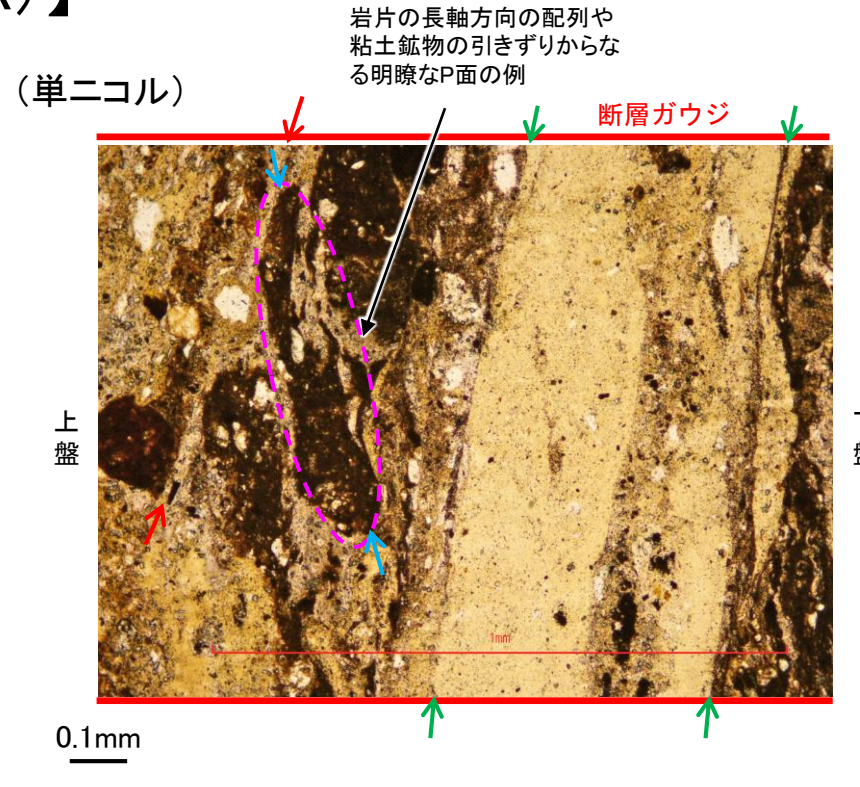 】
（単ニコル）
岩片の長軸方向の配列や
粘土鉱物の引きずりからな
る明瞭なP面の例
断層ガウジ
上
盤
1mm
0.1mm